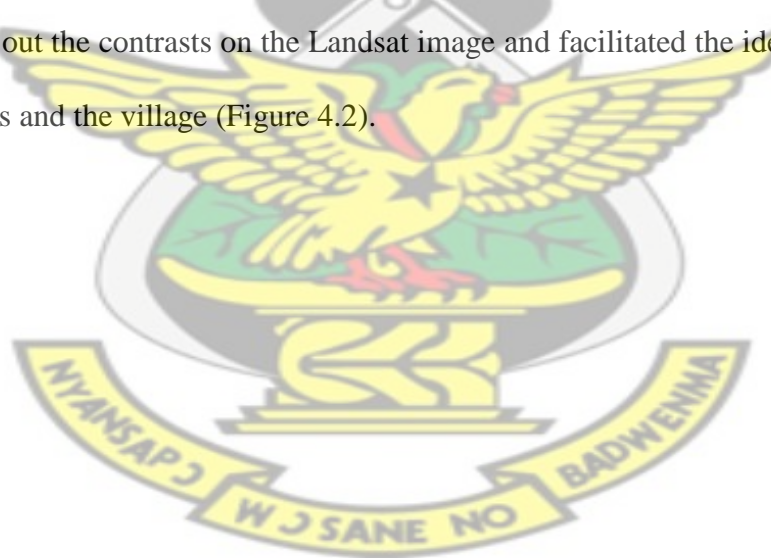 out the contrasts on the Landsat image and facilitated the ide
s and the village (Figure 4.2).
NYANSAPƆ WƆSANE NO BADWENMA